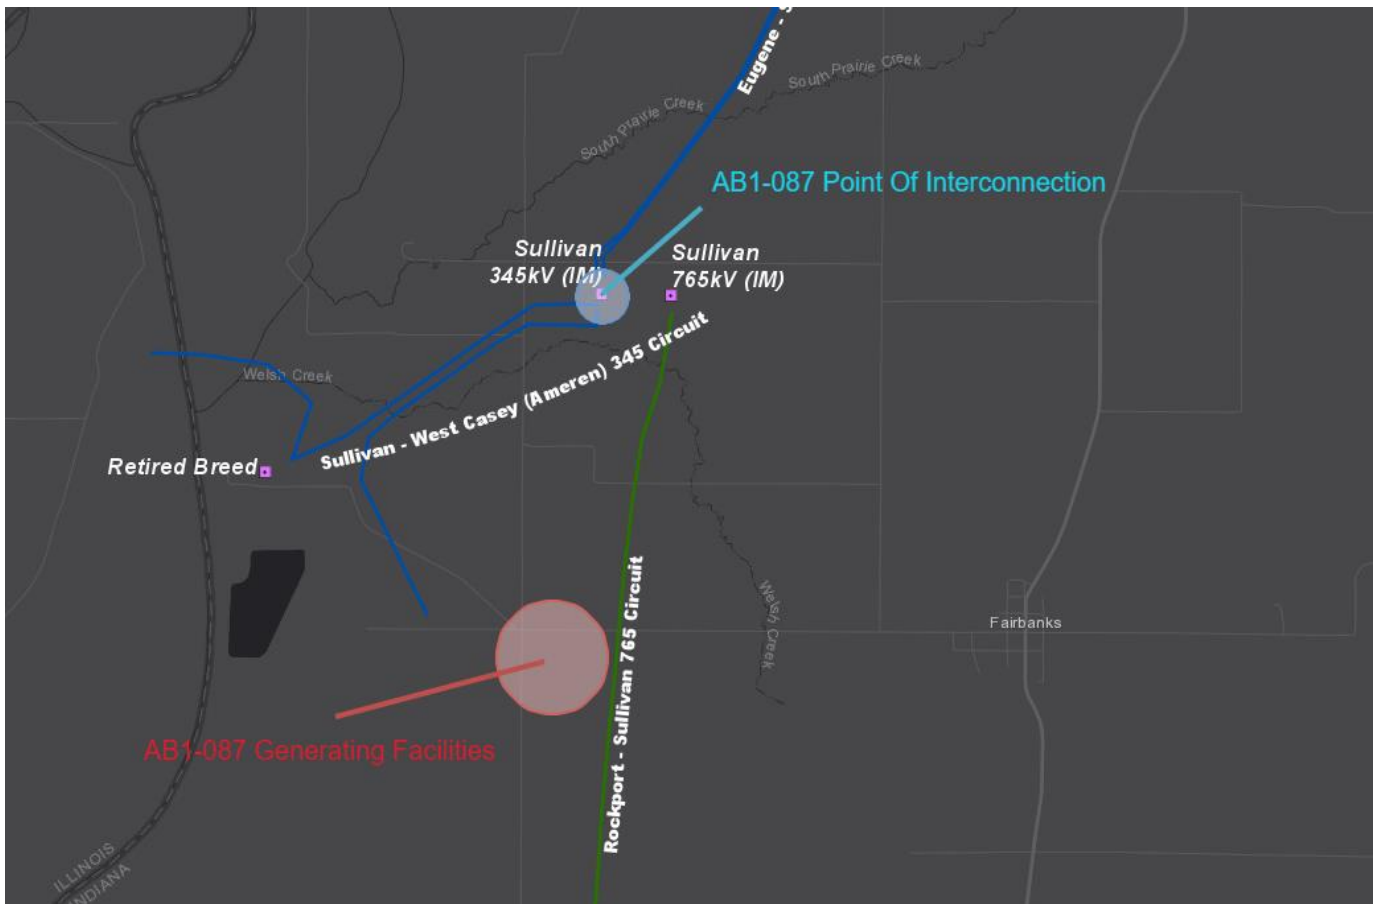 Eugene - S
South Prairie Creek
South Prairie Creek
AB1-087 Point Of Interconnection
Sullivan
345kV (IM)
Sullivan
765kV (IM)
Sullivan - West Casey (Ameren) 345 Circuit
Welsh Creek
Retired Breed
Rockport - Sullivan 765 Circuit
Welsh Creek
Fairbanks
AB1-087 Generating Facilities
ILLINOIS
INDIANA